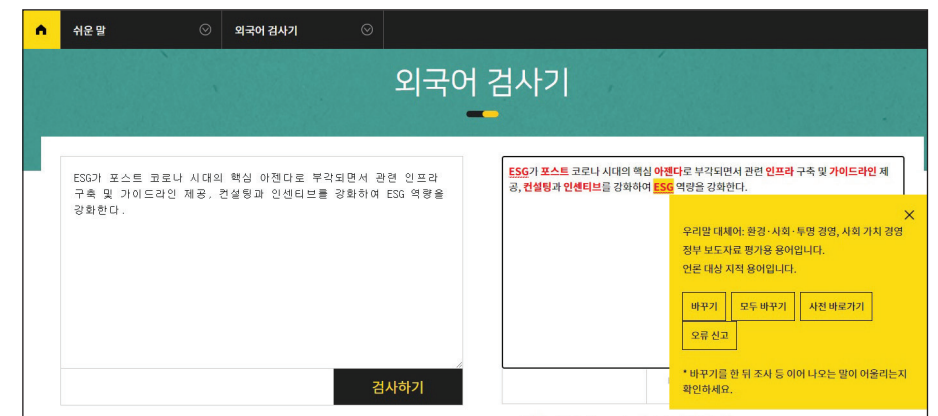 쉬운 말
외국어 검사기
외국어 검사기
ESG가 포스트 코로나 시대의 핵심 아젠다로 부각되면서 관련 인프라
구축 및 가이드라인 제공, 컨설팅과 인센티브를 강화하여 ESG 역량을
강화한다.
검사하기
ESG가 포스트 코로나 시대의 핵심 아젠다로 부각되면서 관련 인프라 구축 및 가이드라인 제
공, 컨설팅과 인센티브를 강화하여 ESG 역량을 강화한다.
우리말 대체어: 환경·사회·투명 경영, 사회 가치 경영
정부 보도자료 평가용 용어입니다.
언론 대상 지적 용어입니다.
바꾸기
모두 바꾸기
사전 바로가기
오류 신고
* 바꾸기를 한 뒤 조사 등 이어 나오는 말이 어울리는지
확인하세요.